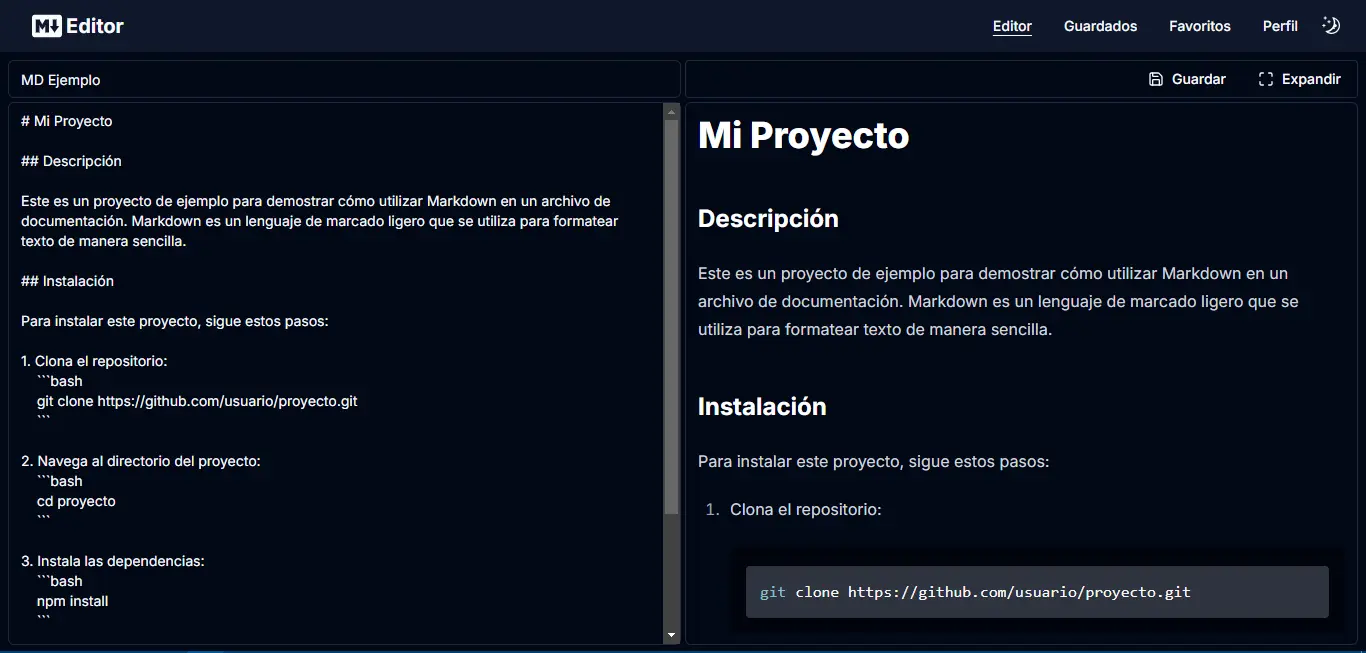 M↓ Editor
Editor Guardados Favoritos Perfil
MD Ejemplo
Guardar Expandir
# Mi Proyecto
## Descripción
Este es un proyecto de ejemplo para demostrar cómo utilizar Markdown en un archivo de
documentación. Markdown es un lenguaje de marcado ligero que se utiliza para formatear
texto de manera sencilla.
## Instalación
Para instalar este proyecto, sigue estos pasos:
1. Clona el repositorio:
```bash
git clone https://github.com/usuario/proyecto.git
```
2. Navega al directorio del proyecto:
```bash
cd proyecto
```
3. Instala las dependencias:
```bash
npm install
```
Mi Proyecto
Descripción
Este es un proyecto de ejemplo para demostrar cómo utilizar Markdown en un
archivo de documentación. Markdown es un lenguaje de marcado ligero que se
utiliza para formatear texto de manera sencilla.
Instalación
Para instalar este proyecto, sigue estos pasos:
1. Clona el repositorio:
git clone https://github.com/usuario/proyecto.git